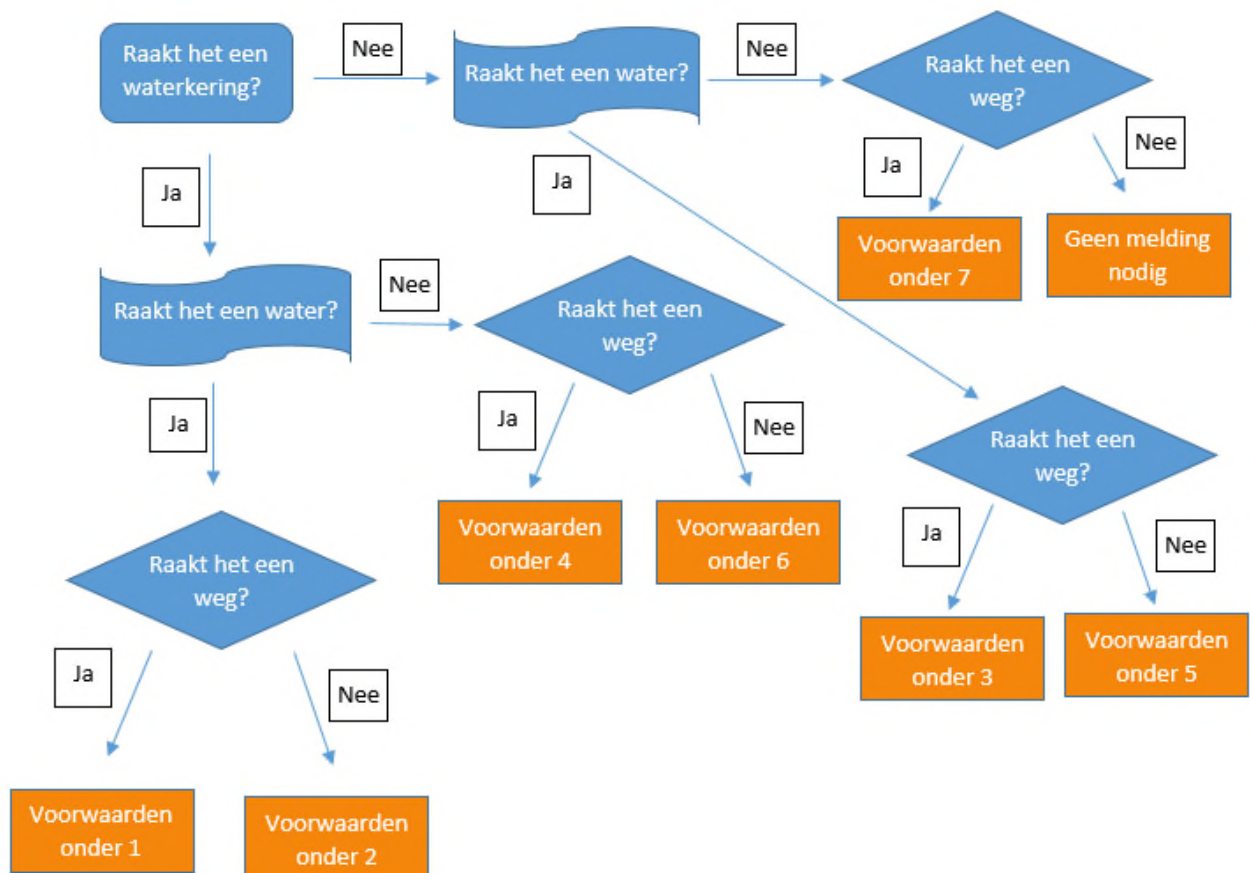 Raakt het een
waterkering?
Nee
Raakt het een water?
Nee
Raakt het een
weg?
Ja
Ja
Ja
Nee
Voorwaarden
onder 7
Geen melding
nodig
Raakt het een water?
Nee
Raakt het een
weg?
Ja
Ja
Nee
Raakt het een
weg?
Voorwaarden
onder 4
Voorwaarden
onder 6
Ja
Nee
Raakt het een
weg?
Voorwaarden
onder 3
Voorwaarden
onder 5
Ja
Nee
Voorwaarden
onder 1
Voorwaarden
onder 2